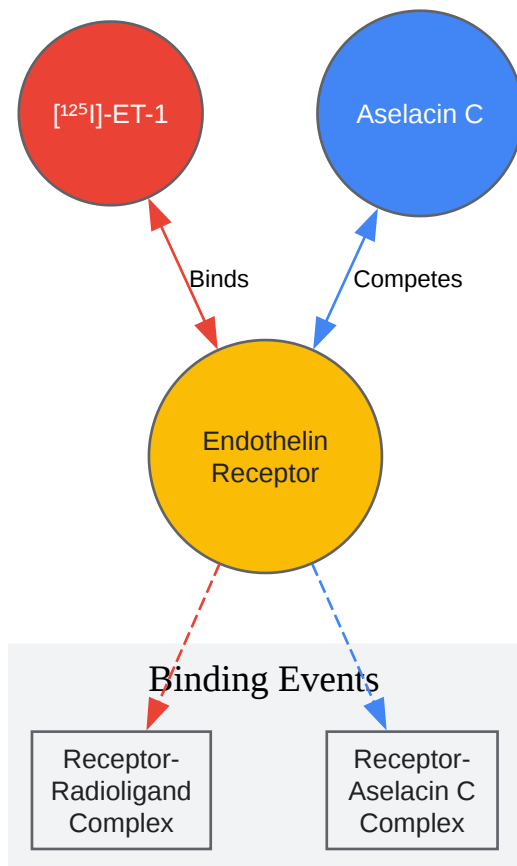 [¹²⁵I]-ET-1
Aselacin C
Binds
Competes
Endothelin
Receptor
Binding Events
Receptor-
Radioligand
Complex
Receptor-
Aselacin C
Complex